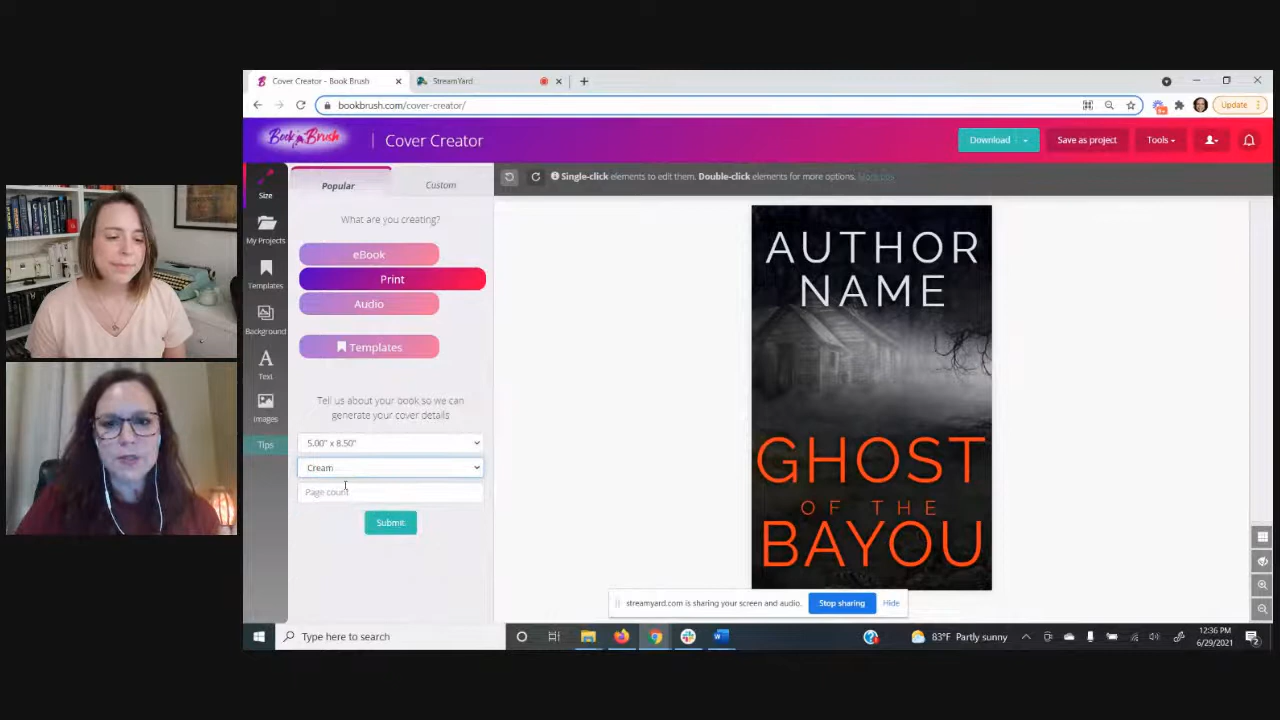 Cover Creator - Book Brush
StreamYard
bookbrush.com/cover-creator/
Update
Book Brush
Cover Creator
Download
Save as project
Tools
Size
My Projects
Templates
Background
Text
Images
Tips
Popular
Custom
Single-click elements to edit them. Double-click elements for more options. More tips
What are you creating?
eBook
Print
Audio
Templates
Tell us about your book so we can
generate your cover details
5.00" x 8.50"
Cream
Page count
Submit
AUTHOR
NAME
GHOST
OF THE
BAYOU
streamyard.com is sharing your screen and audio.
Stop sharing
Hide
Type here to search
83°F Partly sunny
12:36 PM
6/29/2021